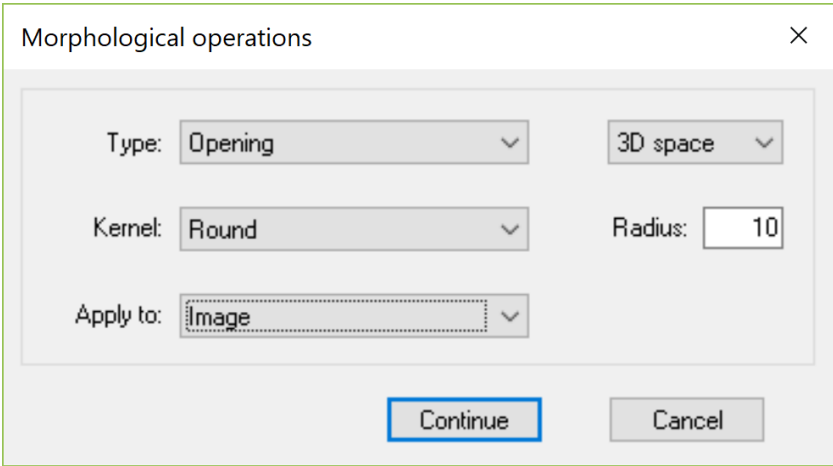 Morphological operations
Type: Opening 3D space
Kernel: Round Radius: 10
Apply to: Image
Continue Cancel